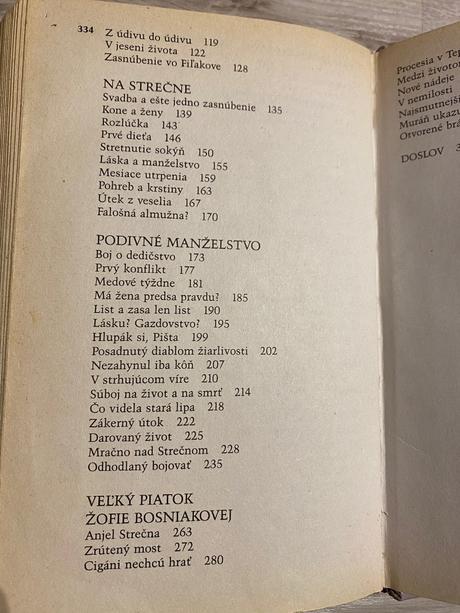 334
Z údivu do údivu 119
V jeseni života 122
Zasnúbenie vo Fiľakove 128
NA STREČNE
Svadba a ešte jedno zasnúbenie 135
Kone a ženy 139
Rozlúčka 143
Prvé dieťa 146
Stretnutie sokýň 150
Láska a manželstvo 155
Mesiace utrpenia 159
Pohreb a krstiny 163
Útek z veselia 167
Falošná almužna? 170
PODIVNÉ MANŽELSTVO
Boj o dedičstvo 173
Prvý konflikt 177
Medové týždne 181
Má žena predsa pravdu? 185
List a zasa len list 190
Lásku? Gazdovstvo? 195
Hlupák si, Pišta 199
Posadnutý diablom žiarlivosti 202
Nezahynul iba kôň 207
V strhujúcom víre 210
Súboj na život a na smrť 214
Čo videla stará lipa 218
Zákerný útok 222
Darovaný život 225
Mračno nad Strečnom 228
Odhodlaný bojovať 235
VEĽKÝ PIATOK
ŽOFIE BOSNIAKOVEJ
Anjel Strečna 263
Zrútený most 272
Cigáni nechcú hrať 280
Procesia v
Medzi
Nové nádeje
V nemilosti
Najsmutnejší
Muráň
Otvorené
DOSLOV